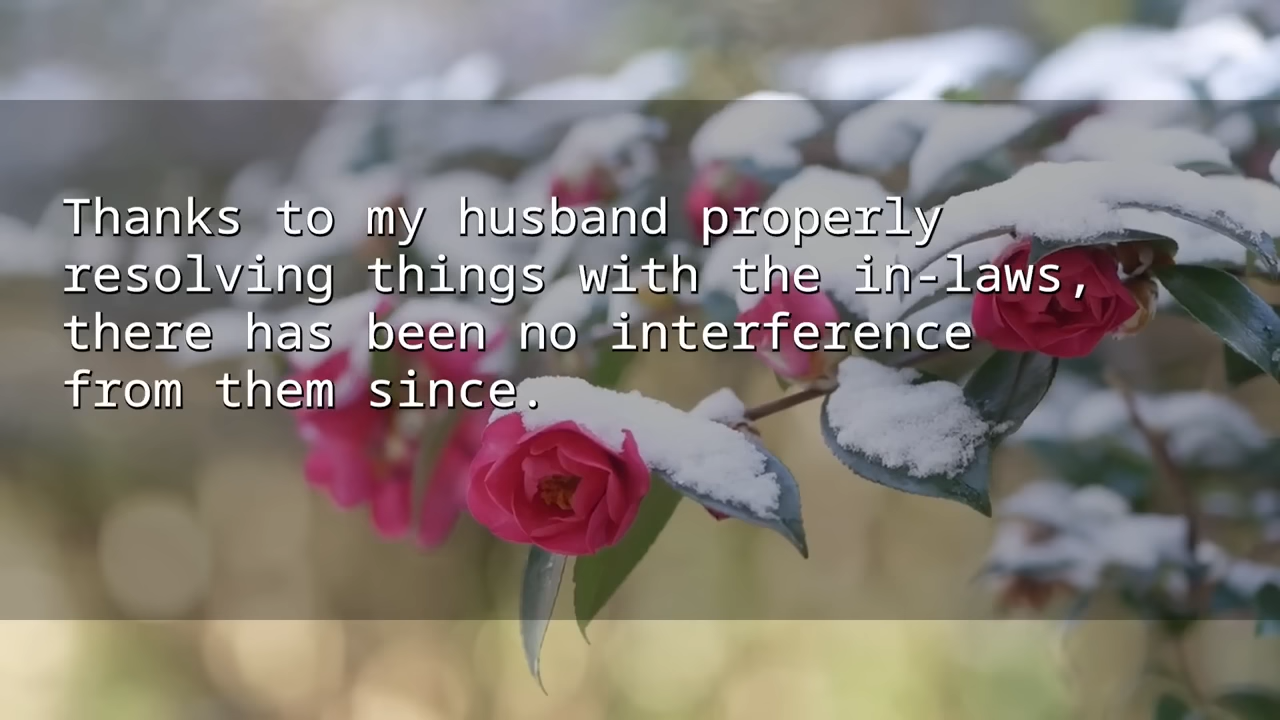 Thanks to my husband properly
resolving things with the in-laws,
there has been no interference
from them since.